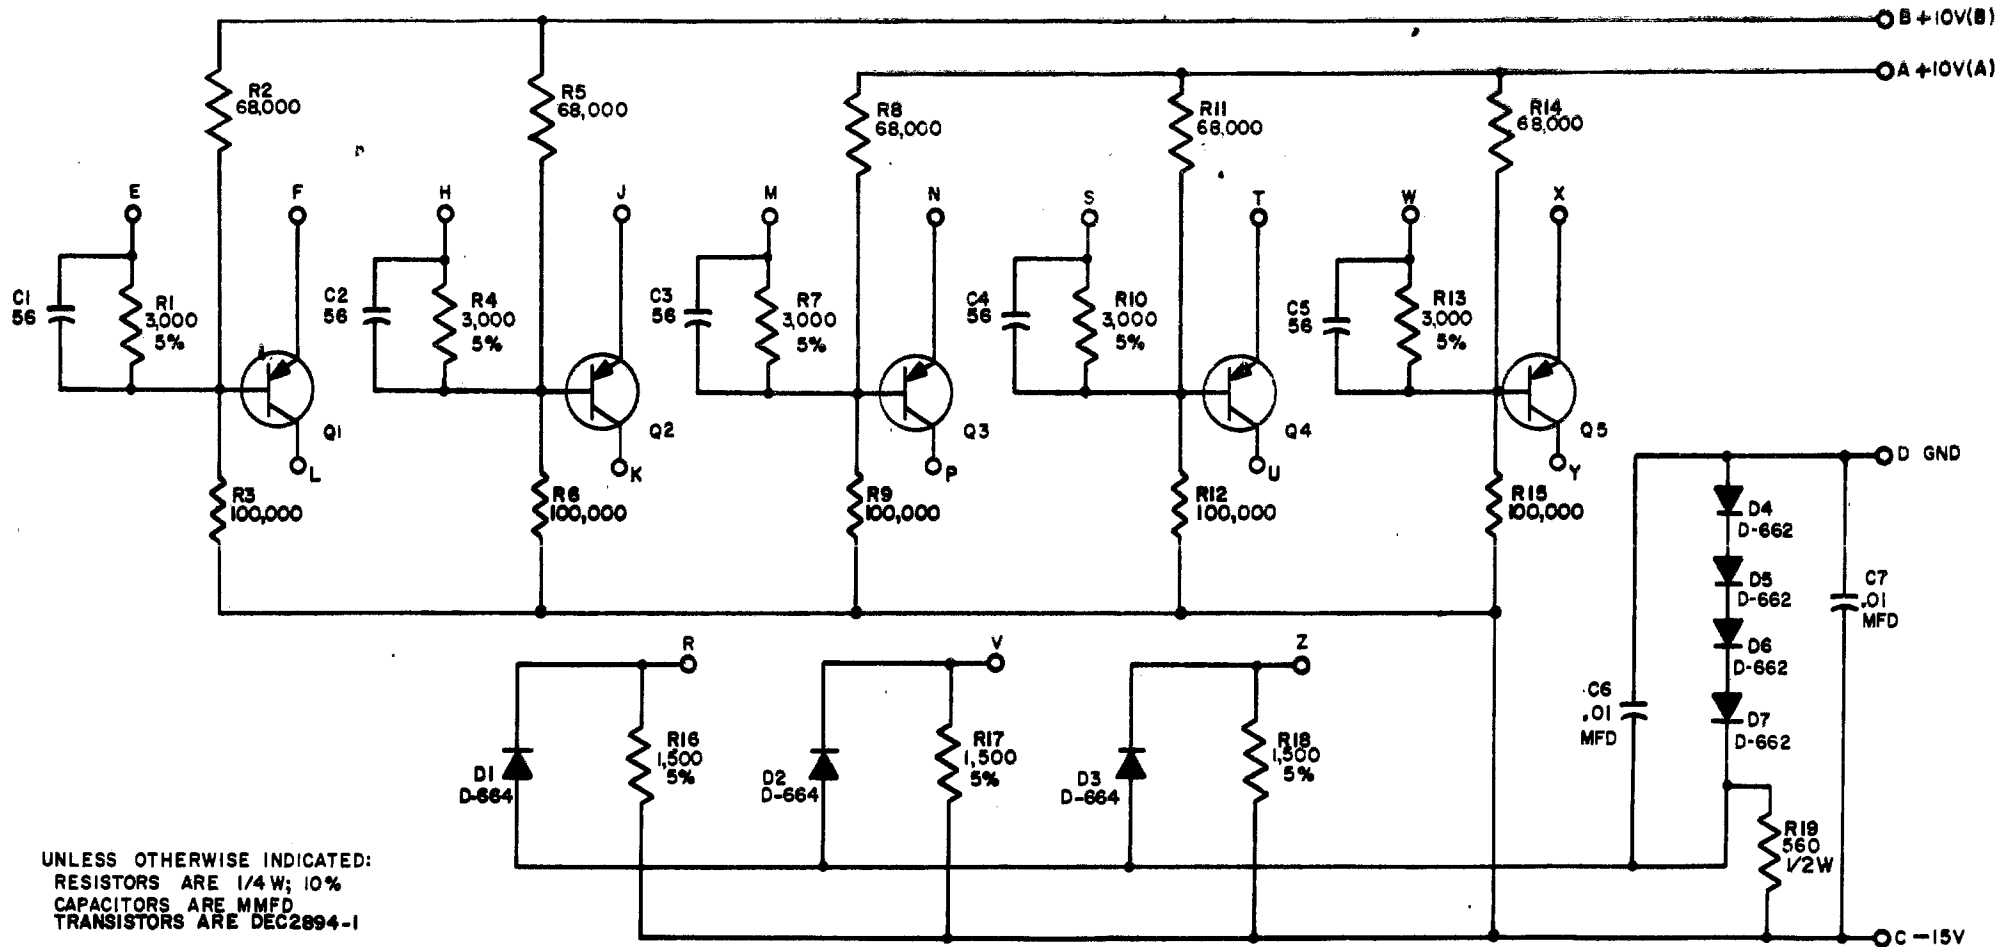 B +10V(B)
A +10V(A)
R2
68,000
R5
68,000
R8
68,000
R11
68,000
R14
68,000
E
F
H
J
M
N
S
T
W
X
C1
56
R1
3,000
5%
C2
56
R4
3,000
5%
C3
56
R7
3,000
5%
C4
56
R10
3,000
5%
C5
56
R13
3,000
5%
Q1
Q2
Q3
Q4
Q5
L
K
P
U
Y
D GND
R3
100,000
R6
100,000
R9
100,000
R12
100,000
R15
100,000
D4
D-662
D5
D-662
D6
D-662
D7
D-662
C7
.01
MFD
C6
.01
MFD
R
V
Z
D1
D-664
R16
1,500
5%
D2
D-664
R17
1,500
5%
D3
D-664
R18
1,500
5%
R19
560
1/2W
UNLESS OTHERWISE INDICATED:
RESISTORS ARE 1/4W; 10%
CAPACITORS ARE MMFD
TRANSISTORS ARE DEC2894-1
C -15V